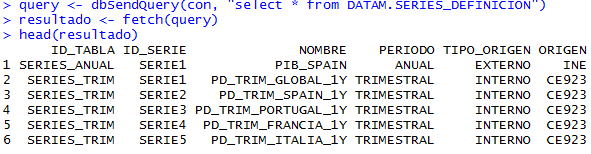 > query <- dbSendQuery(con, "select * from DATAM.SERIES_DEFINICION")
> resultado <- fetch(query)
> head(resultado)
ID_TABLA ID_SERIE NOMBRE PERIODO TIPO_ORIGEN ORIGEN
1 SERIES_ANUAL SERIE1 PIB_SPAIN ANUAL EXTERNO INE
2 SERIES_TRIM SERIE1 PD_TRIM_GLOBAL_1Y TRIMESTRAL INTERNO CE923
3 SERIES_TRIM SERIE2 PD_TRIM_SPAIN_1Y TRIMESTRAL INTERNO CE923
4 SERIES_TRIM SERIE3 PD_TRIM_PORTUGAL_1Y TRIMESTRAL INTERNO CE923
5 SERIES_TRIM SERIE4 PD_TRIM_FRANCIA_1Y TRIMESTRAL INTERNO CE923
6 SERIES_TRIM SERIE5 PD_TRIM_ITALIA_1Y TRIMESTRAL INTERNO CE923